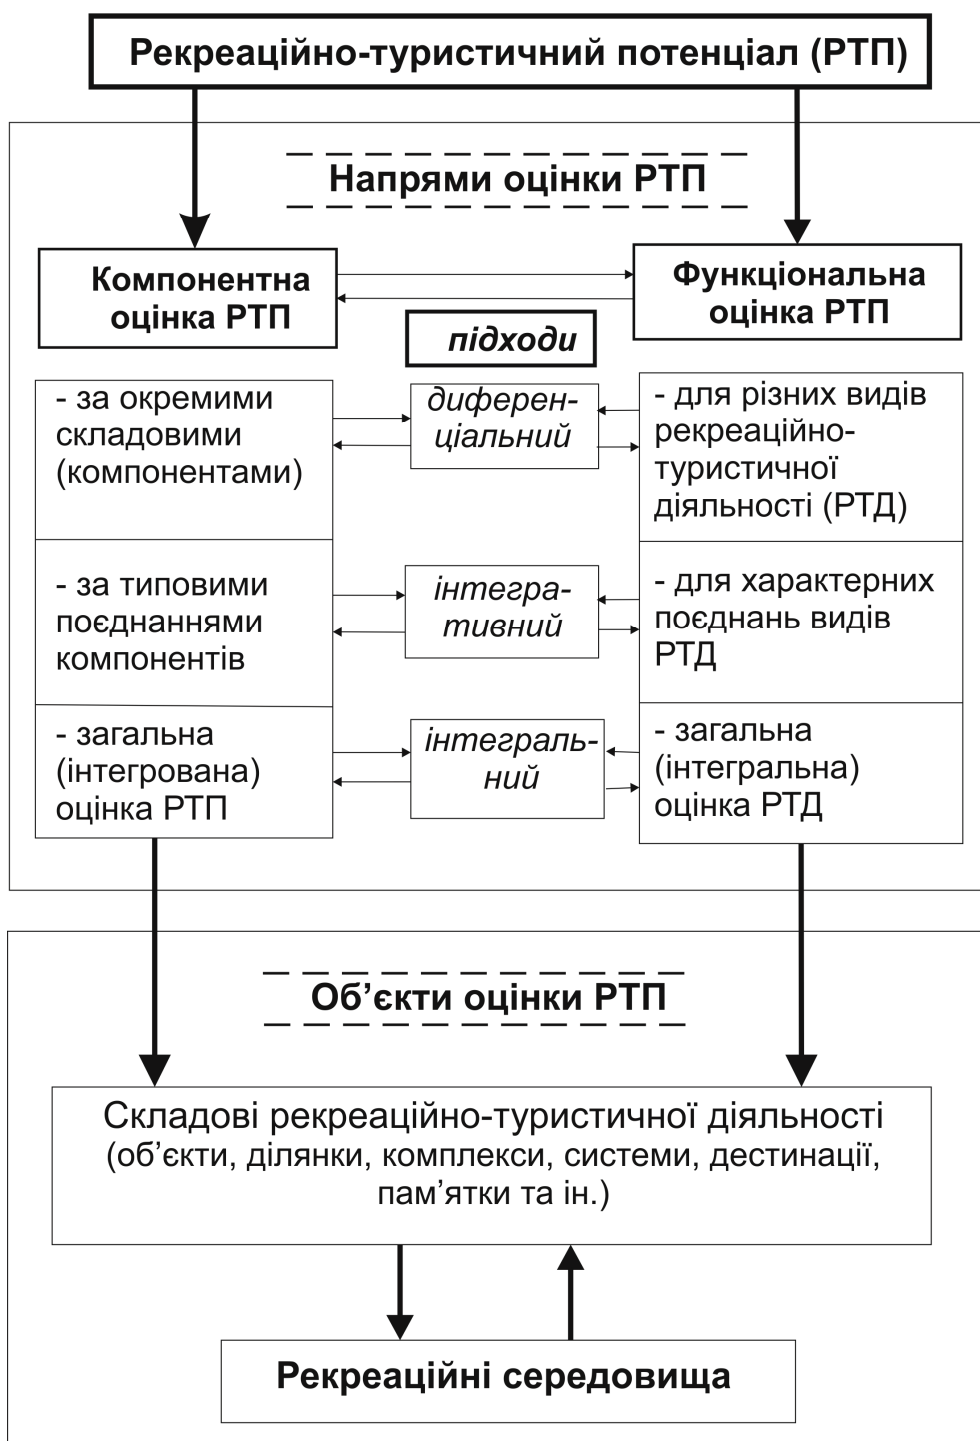 Рекреаційно-туристичний потенціал (РТП)
Напрями оцінки РТП
Компонентна
оцінка РТП
Функціональна
оцінка РТП
підходи
- за окремими
складовими
(компонентами)
диферен-
ціальний
- для різних видів
рекреаційно-
туристичної
діяльності (РТД)
- за типовими
поєднаннями
компонентів
інтегра-
тивний
- для характерних
поєднань видів
РТД
- загальна
(інтегрована)
оцінка РТП
інтеграль-
ний
- загальна
(інтегральна)
оцінка РТД
Об’єкти оцінки РТП
Складові рекреаційно-туристичної діяльності
(об’єкти, ділянки, комплекси, системи, дестинації,
пам’ятки та ін.)
Рекреаційні середовища